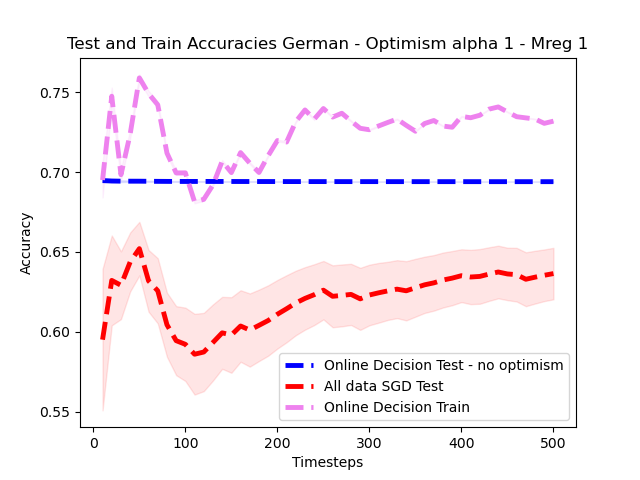 Test and Train Accuracies German - Optimism alpha 1 - Mreg 1
0.75
0.70
0.65
0.60
0.55
Accuracy
Online Decision Test - no optimism
All data SGD Test
Online Decision Train
0
100
200
300
400
500
Timesteps